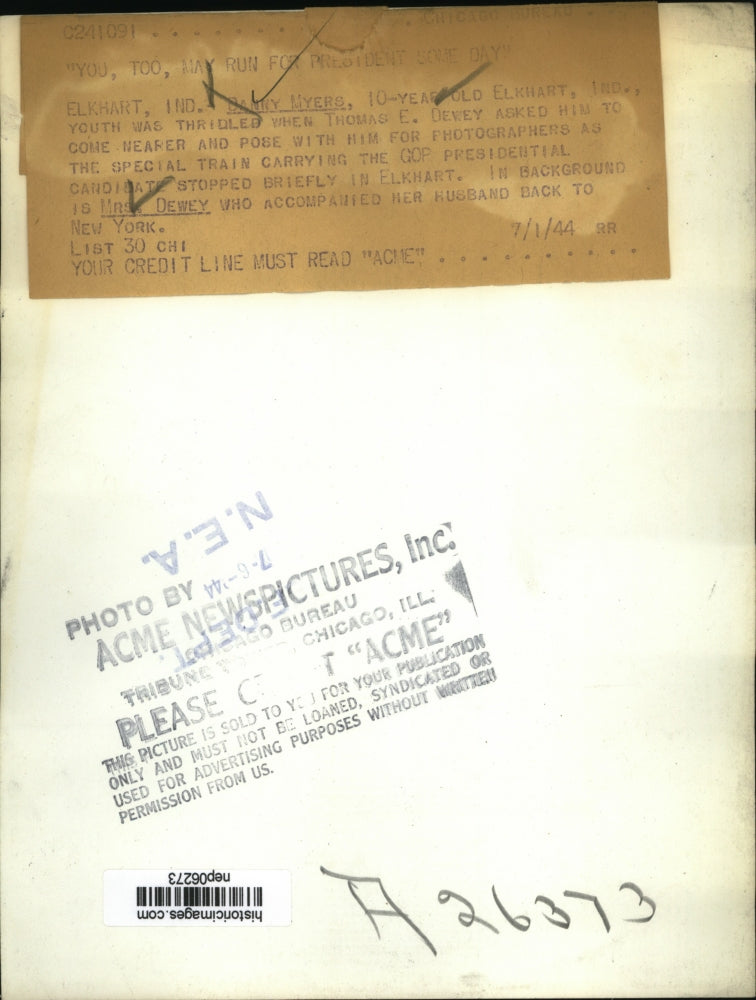 C241091 . . . . . . . . . . . . . CHICAGO BUREAU . . .
"YOU, TOO, MAY RUN FOR PRESIDENT SOME DAY"
ELKHART, IND.- DANNY MYERS, 10-YEAR OLD ELKHART, IND.,
YOUTH WAS THRIDLED WHEN THOMAS E. DEWEY ASKED HIM TO
COME NEARER AND POSE WITH HIM FOR PHOTOGRAPHERS AS
THE SPECIAL TRAIN CARRYING THE GOP PRESIDENTIAL
CANDIDATE STOPPED BRIEFLY IN ELKHART. IN BACKGROUND
IS MRS. DEWEY WHO ACCOMPANIED HER HUSBAND BACK TO
NEW YORK.
LIST 30 CHI 7/1/44 RR
YOUR CREDIT LINE MUST READ "ACME" . . . . . . . . . . .
N.E.A.
7-6-'44
DEPT.
PHOTO BY
ACME NEWSPICTURES, Inc.
CHICAGO BUREAU
TRIBUNE CHICAGO, ILL.
PLEASE C T "ACME"
THIS PICTURE IS SOLD TO YOU FOR YOUR PUBLICATION
ONLY AND MUST NOT BE LOANED, SYNDICATED OR
USED FOR ADVERTISING PURPOSES WITHOUT WRITTEN
PERMISSION FROM US.
historicimages.com
nep06273
A 26373